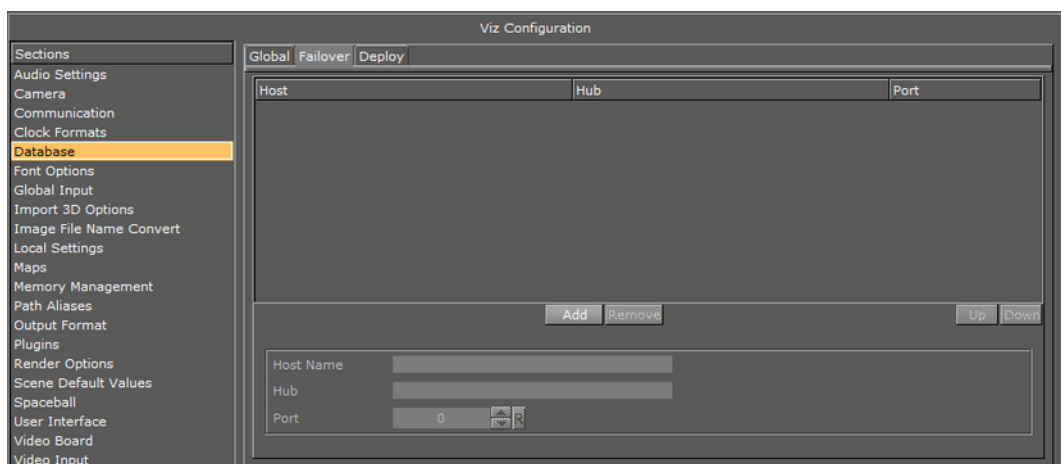 Viz Configuration
Sections
Audio Settings
Camera
Communication
Clock Formats
Database
Font Options
Global Input
Import 3D Options
Image File Name Convert
Local Settings
Maps
Memory Management
Path Aliases
Output Format
Plugins
Render Options
Scene Default Values
Spaceball
User Interface
Video Board
Video Input
Global Failover Deploy
Host Hub Port
Add Remove Up Down
Host Name
Hub
Port 0 R